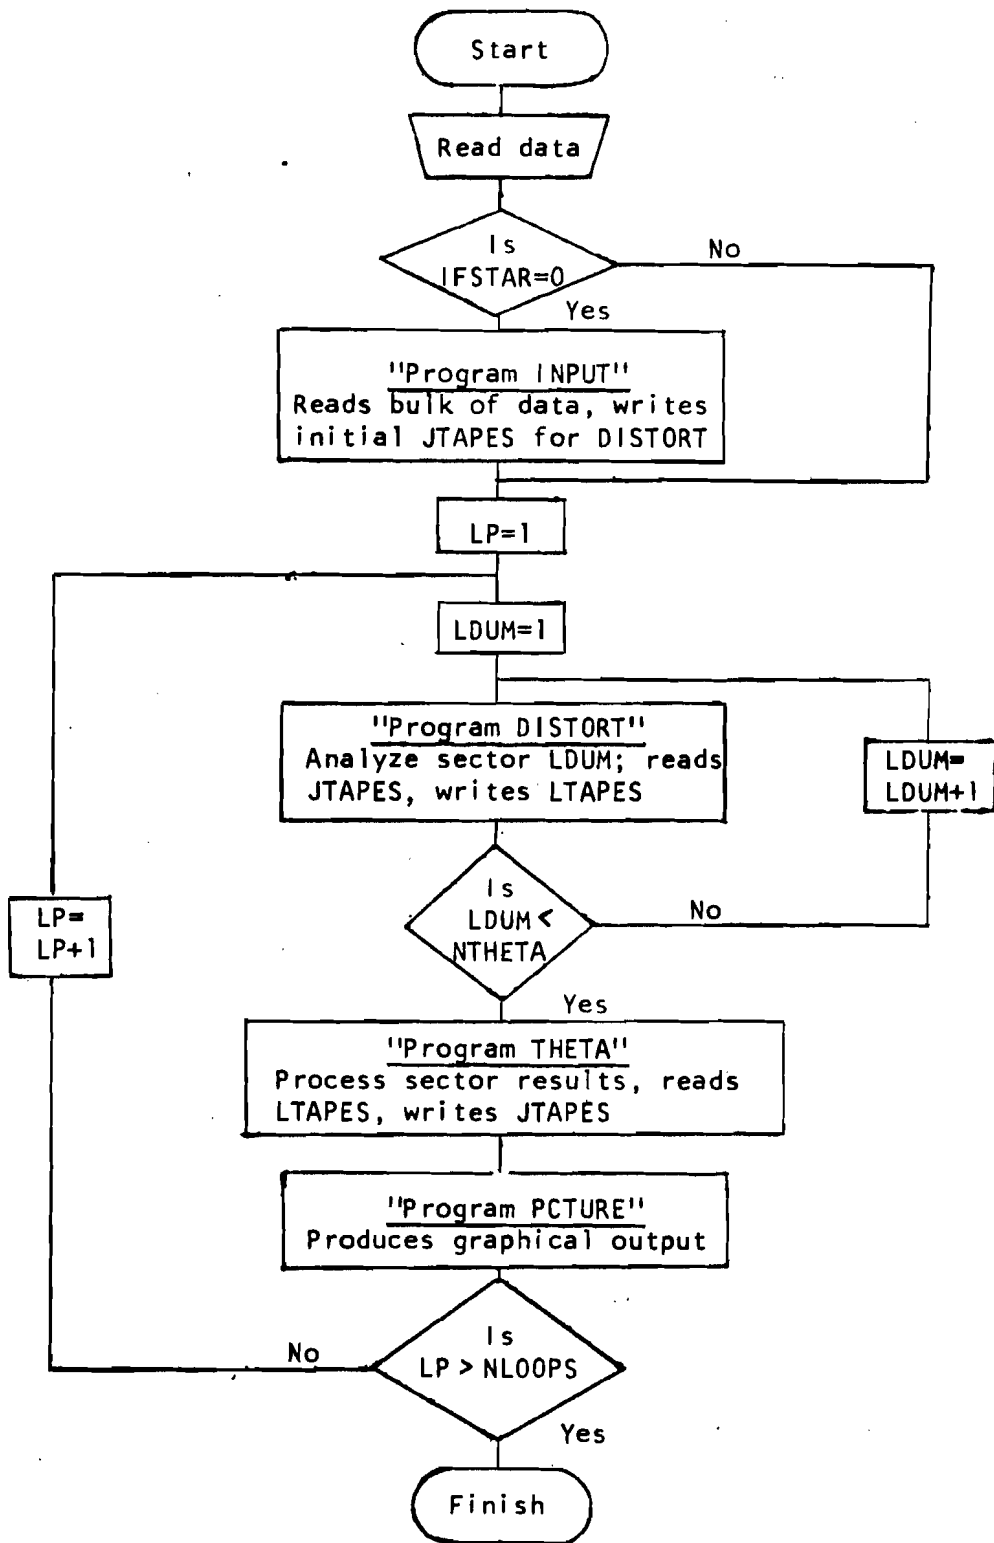 Start
Read data
Is
IFSTAR=0
No
Yes
"Program INPUT"
Reads bulk of data, writes
initial JTAPES for DISTORT
LP=1
LDUM=1
"Program DISTORT"
Analyze sector LDUM; reads
JTAPES, writes LTAPES
LDUM=
LDUM+1
Is
LDUM <
NTHETA
No
LP=
LP+1
Yes
"Program THETA"
Process sector results, reads
LTAPES, writes JTAPES
"Program PCTURE"
Produces graphical output
Is
LP > NLOOPS
No
Yes
Finish